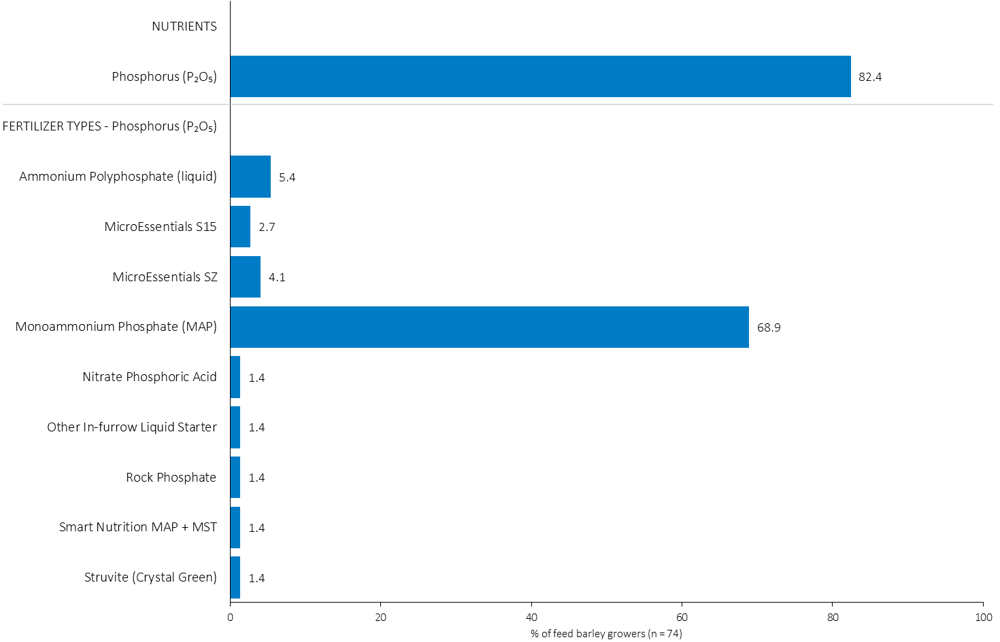 NUTRIENTS
Phosphorus (P₂O₅)
82.4
FERTILIZER TYPES - Phosphorus (P₂O₅)
Ammonium Polyphosphate (liquid)
5.4
MicroEssentials S15
2.7
MicroEssentials SZ
4.1
Monoammonium Phosphate (MAP)
68.9
Nitrate Phosphoric Acid
1.4
Other In-furrow Liquid Starter
1.4
Rock Phosphate
1.4
Smart Nutrition MAP + MST
1.4
Struvite (Crystal Green)
1.4
0 20 40 60 80 100
% of feed barley growers (n = 74)